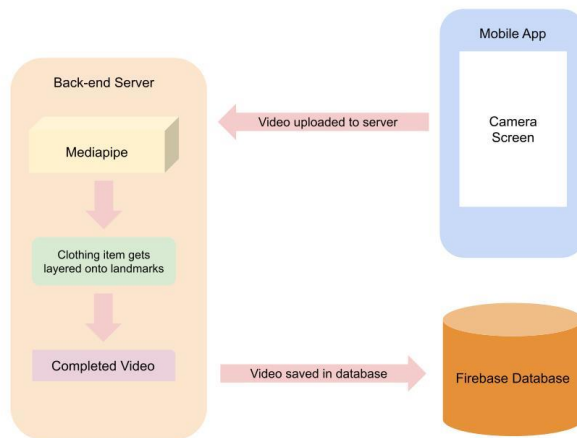 Mobile App
Camera
Screen
Video uploaded to server
Back-end Server
Mediapipe
Clothing item gets
layered onto landmarks
Completed Video
Video saved in database
Firebase Database